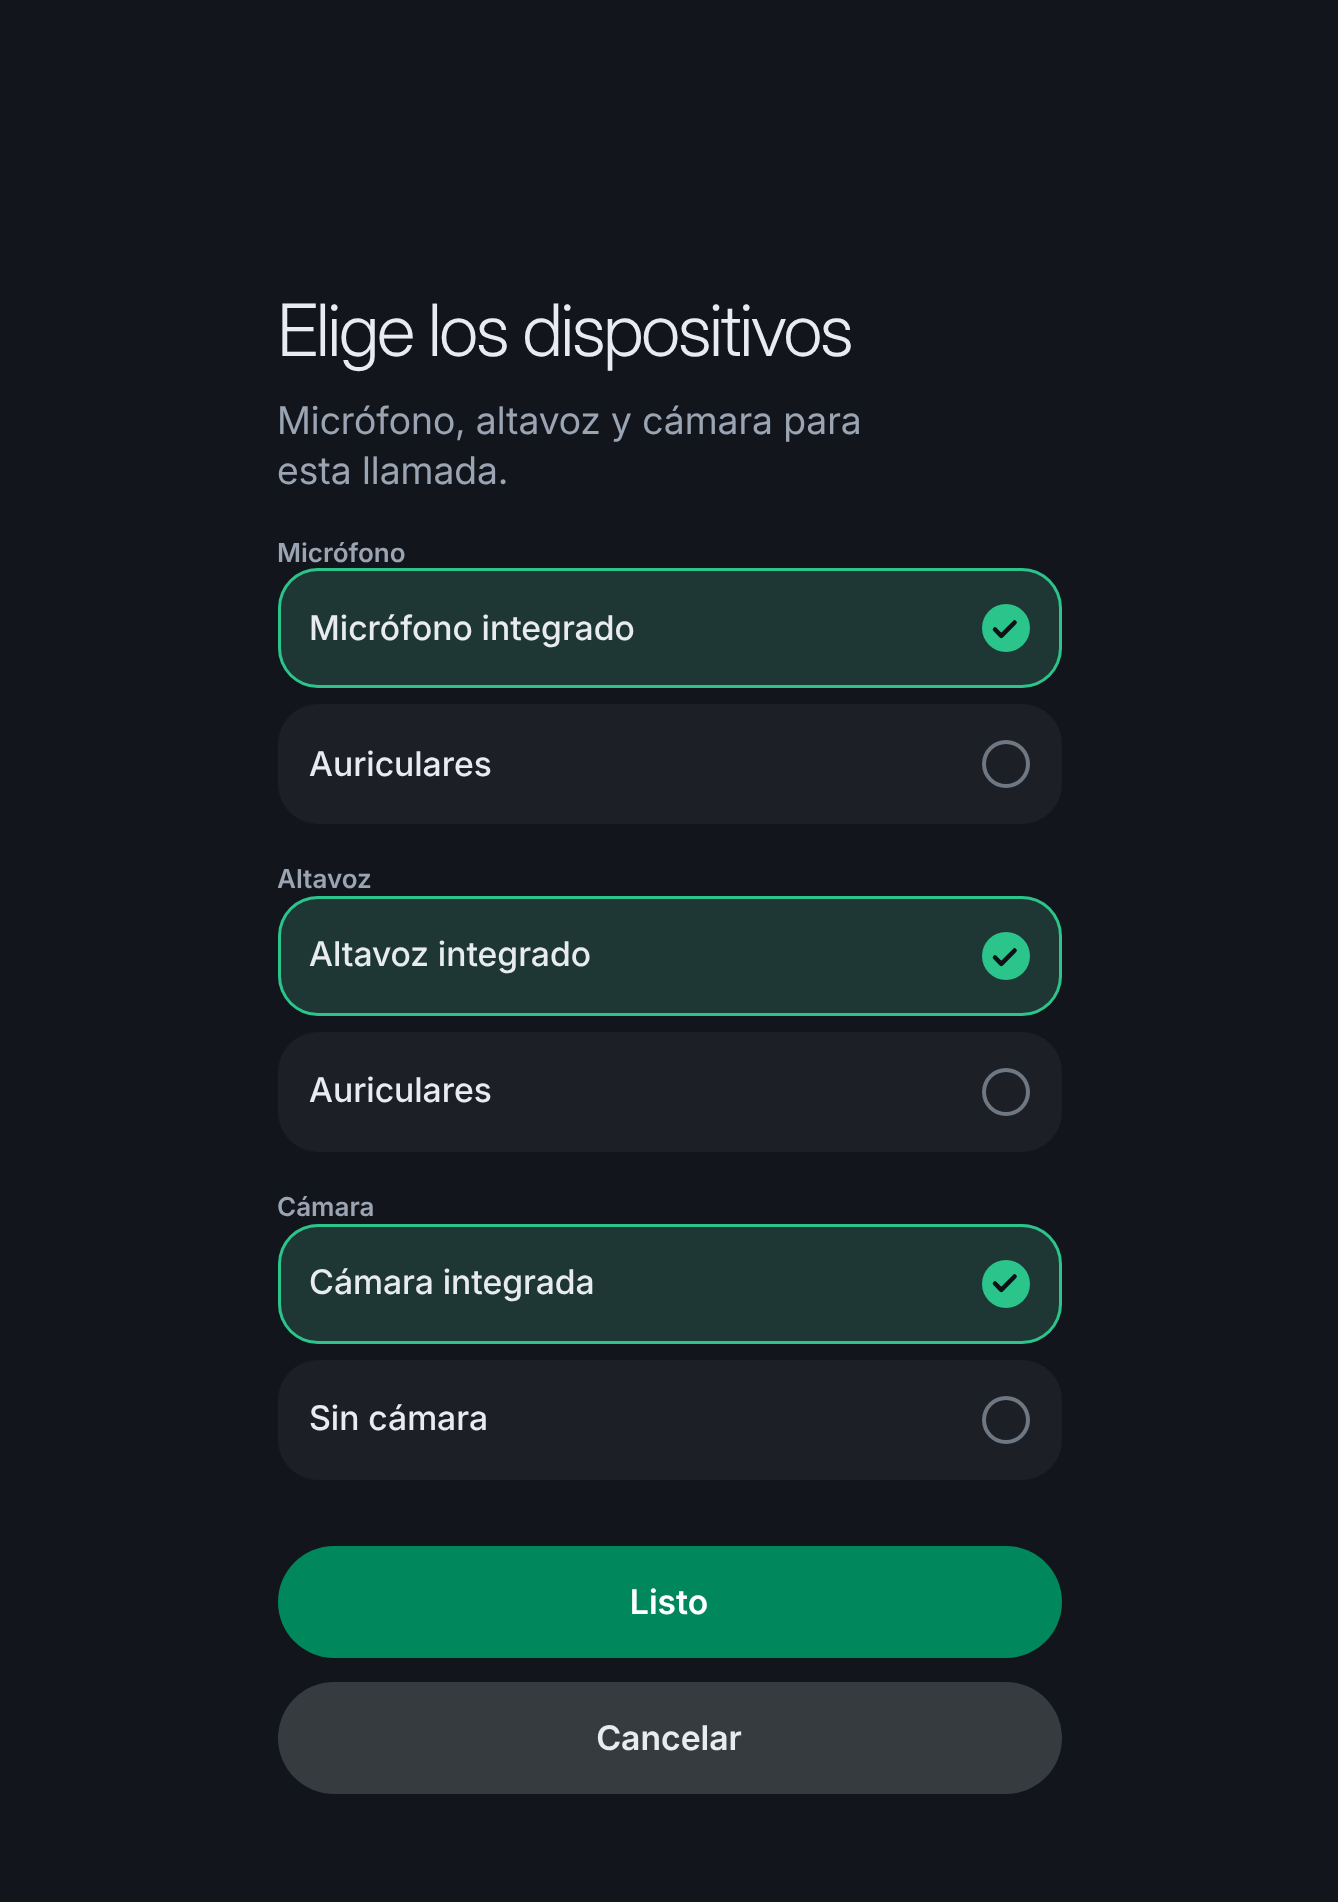 Elige los dispositivos
Micrófono, altavoz y cámara para
esta llamada.
Micrófono
Micrófono integrado
Auriculares
Altavoz
Altavoz integrado
Auriculares
Cámara
Cámara integrada
Sin cámara
Listo
Cancelar